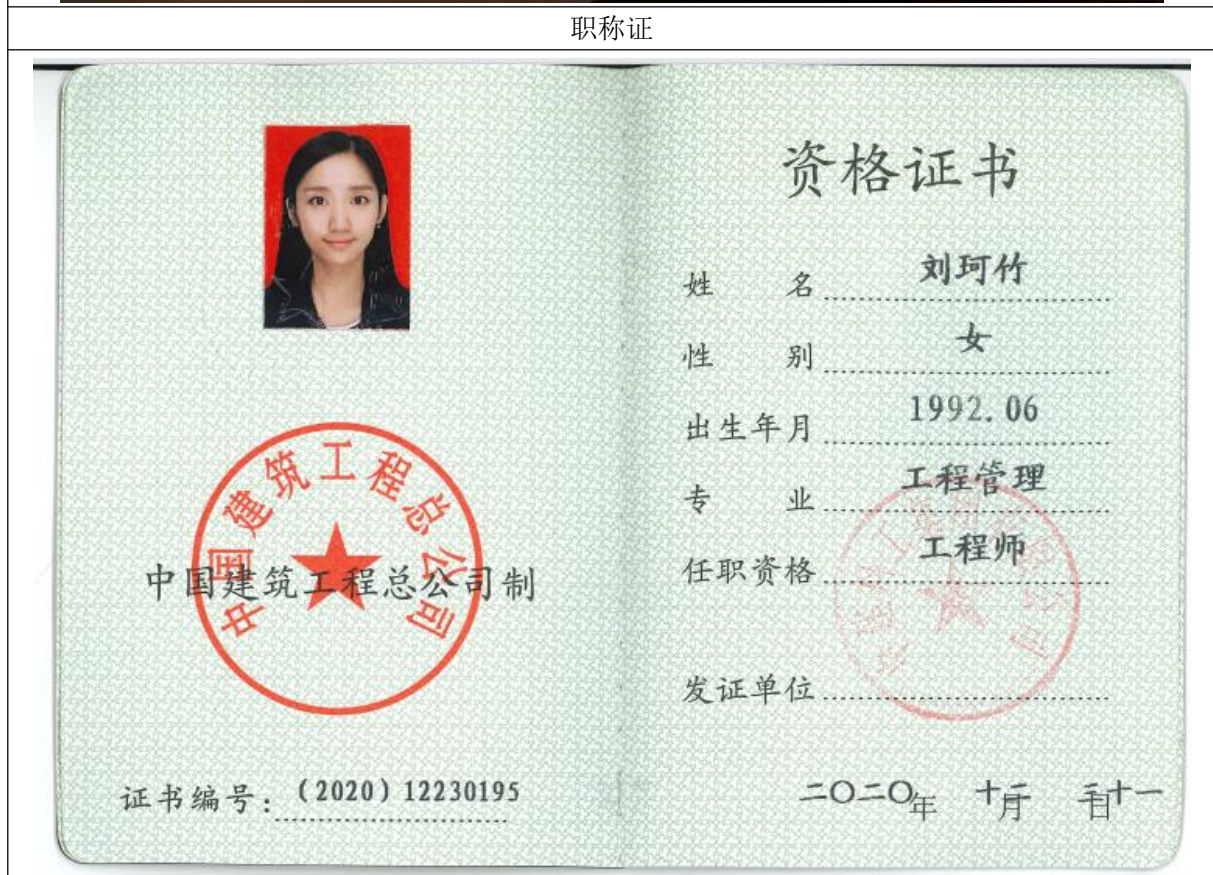 职称证
中国建筑工程总公司
中国建筑工程总公司制
证书编号：（2020）12230195
资格证书
姓 名 刘珂竹
性 别 女
出生年月 1992.06
专 业 工程管理
任职资格 工程师
发证单位
二〇二〇年 十二月 三十一日